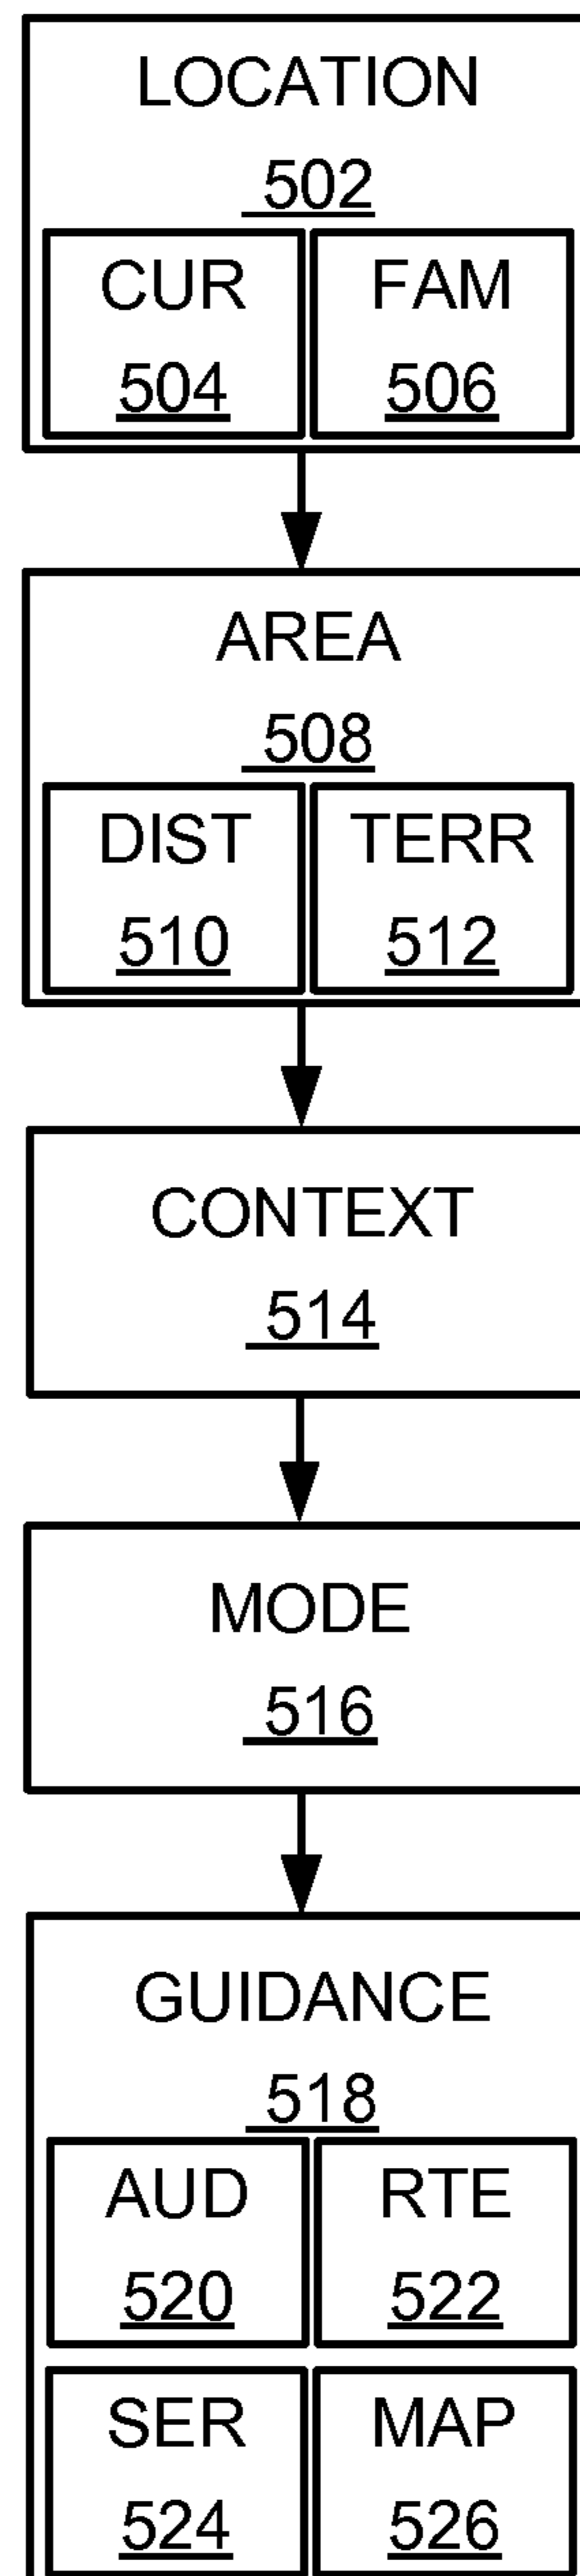 LOCATION
502
CUR FAM
504 506
AREA
508
DIST TERR
510 512
CONTEXT
514
MODE
516
GUIDANCE
518
AUD RTE
520 522
SER MAP
524 526